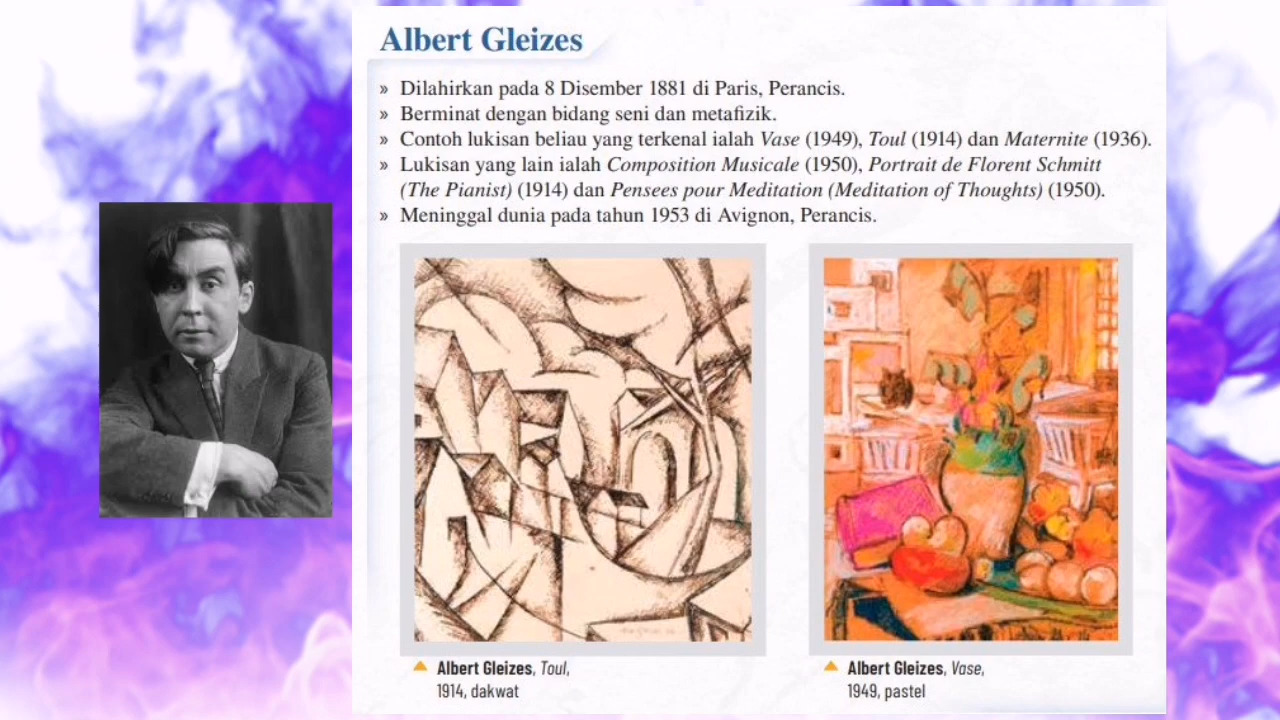 Albert Gleizes
» Dilahirkan pada 8 Disember 1881 di Paris, Perancis.
» Berminat dengan bidang seni dan metafizik.
» Contoh lukisan beliau yang terkenal ialah Vase (1949), Toul (1914) dan Maternite (1936).
» Lukisan yang lain ialah Composition Musicale (1950), Portrait de Florent Schmitt
(The Pianist) (1914) dan Pensees pour Meditation (Meditation of Thoughts) (1950).
» Meninggal dunia pada tahun 1953 di Avignon, Perancis.
Albert Gleizes, Toul,
1914, dakwat
Albert Gleizes, Vase,
1949, pastel